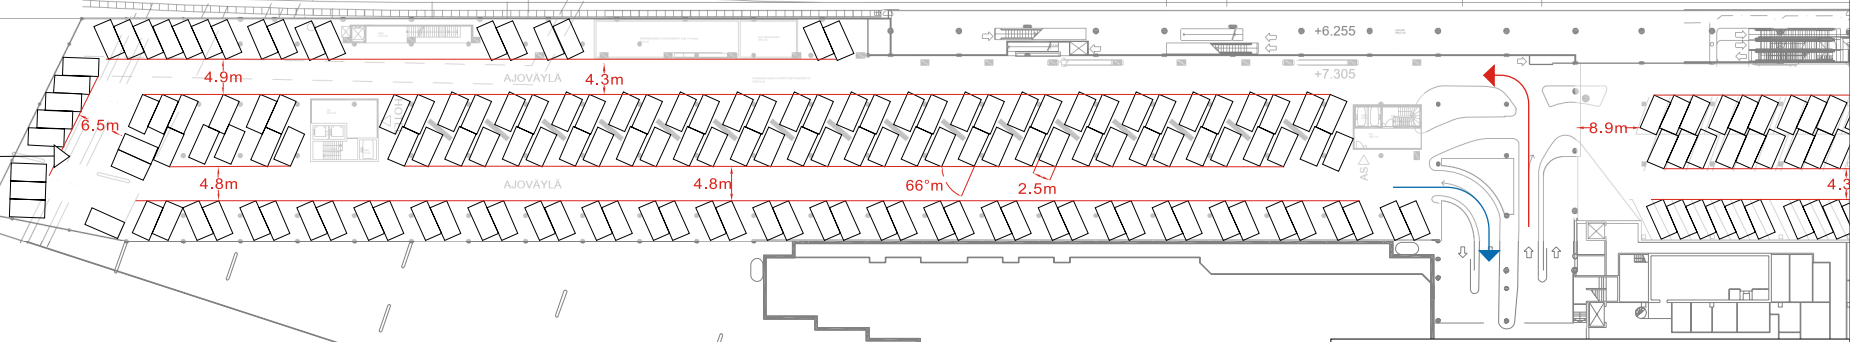 +6.255
4.9m
4.3m
AJOVÄYLÄ
+7.305
6.5m
8.9m
4.8m
AJOVÄYLÄ
4.8m
66°m
2.5m
AS
4.3